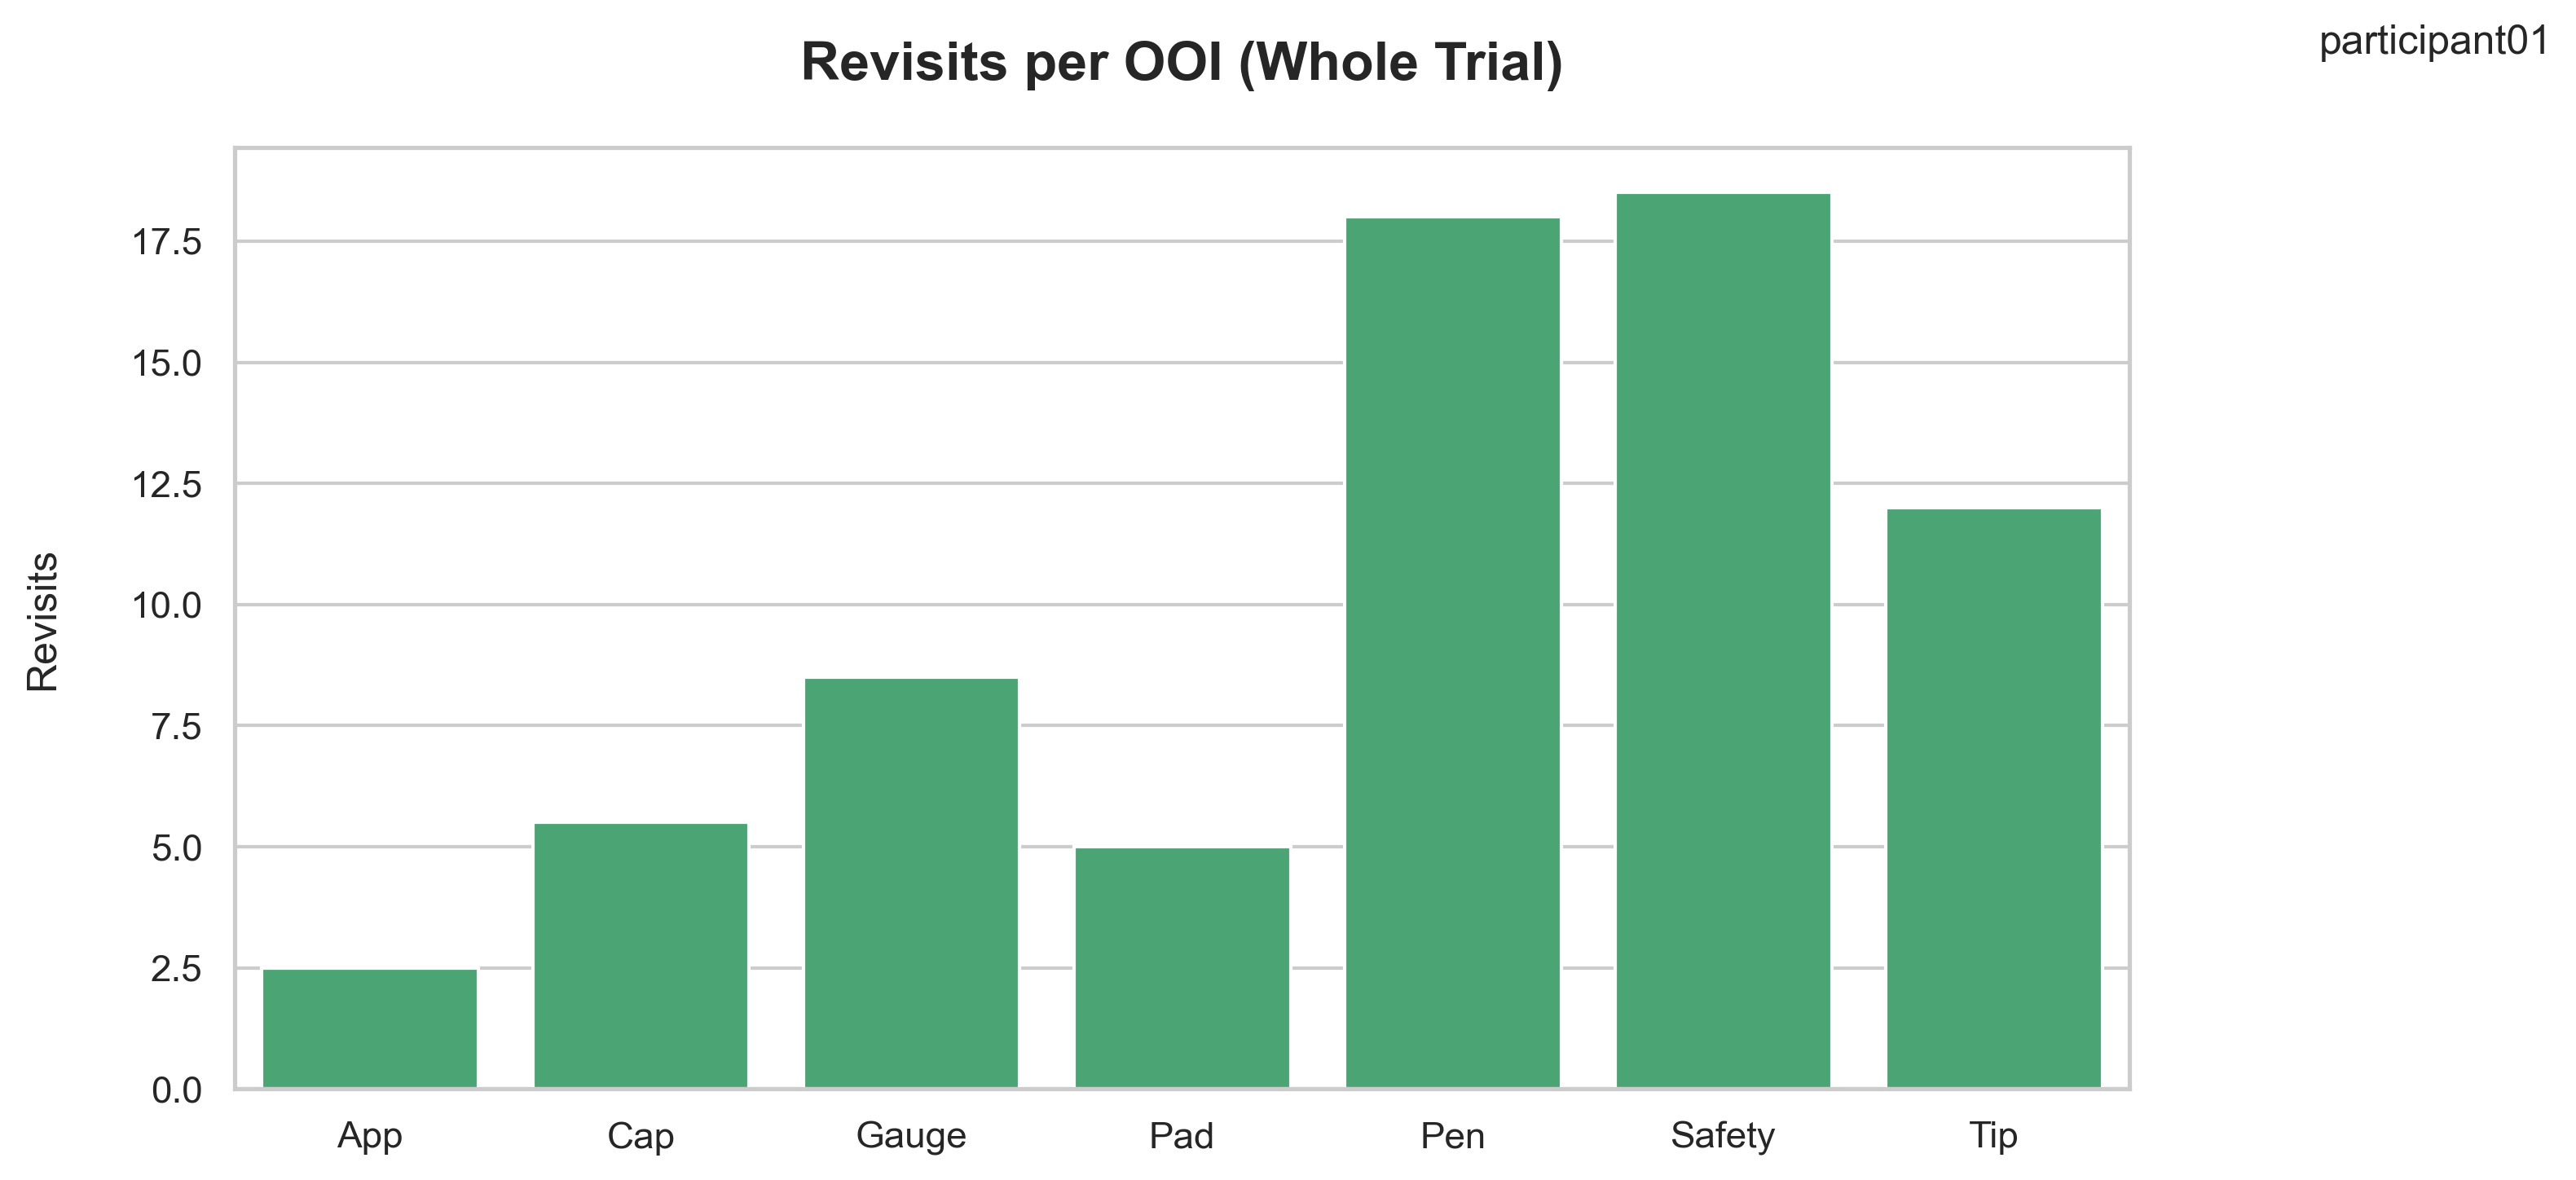 participant01
Revisits per OOI (Whole Trial)
Revisits
17.5
15.0
12.5
10.0
7.5
5.0
2.5
0.0
App Cap Gauge Pad Pen Safety Tip